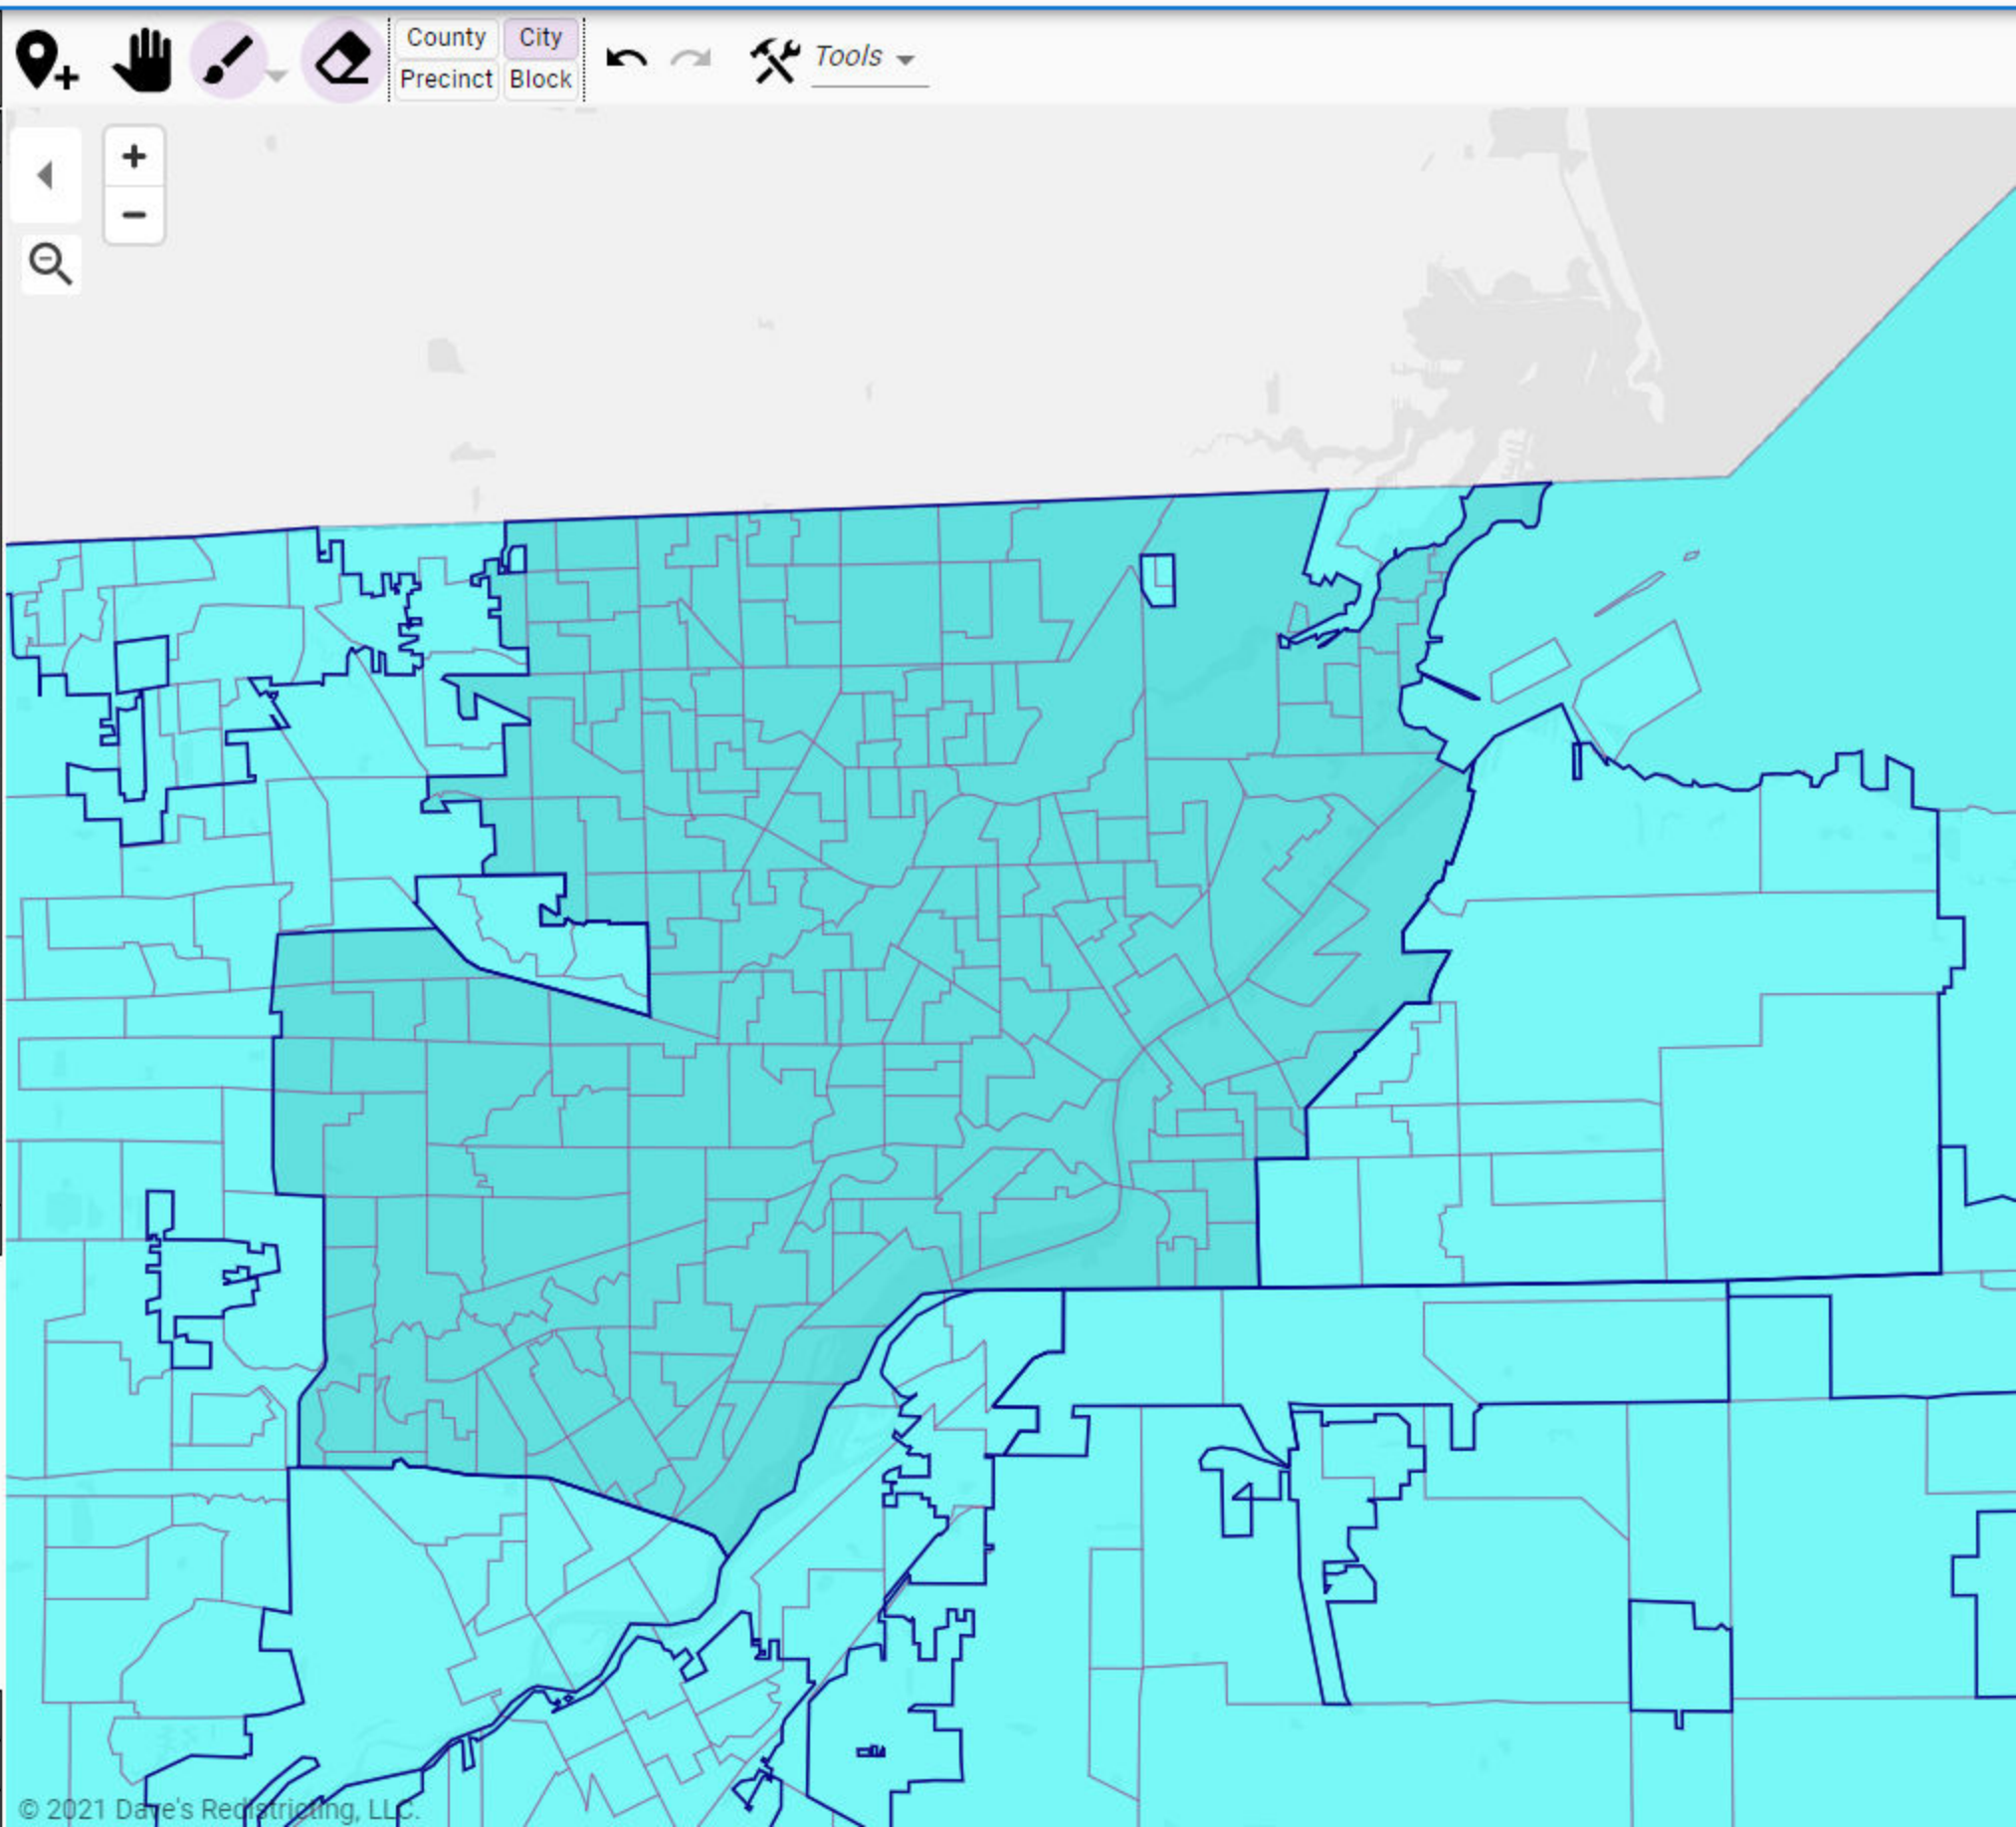 County City
Precinct Block
Tools
+
−
© 2021 Dave's Redistricting, LLC.